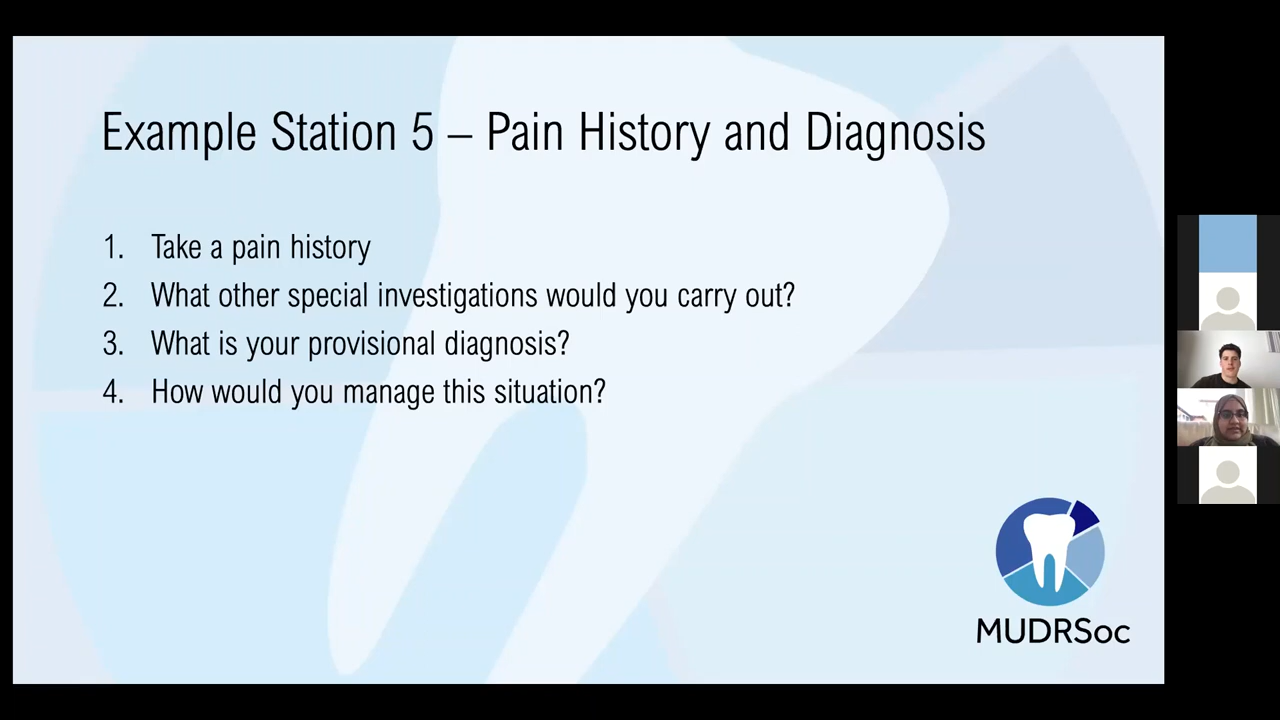 Example Station 5 – Pain History and Diagnosis
1. Take a pain history
2. What other special investigations would you carry out?
3. What is your provisional diagnosis?
4. How would you manage this situation?
MUDRSoc